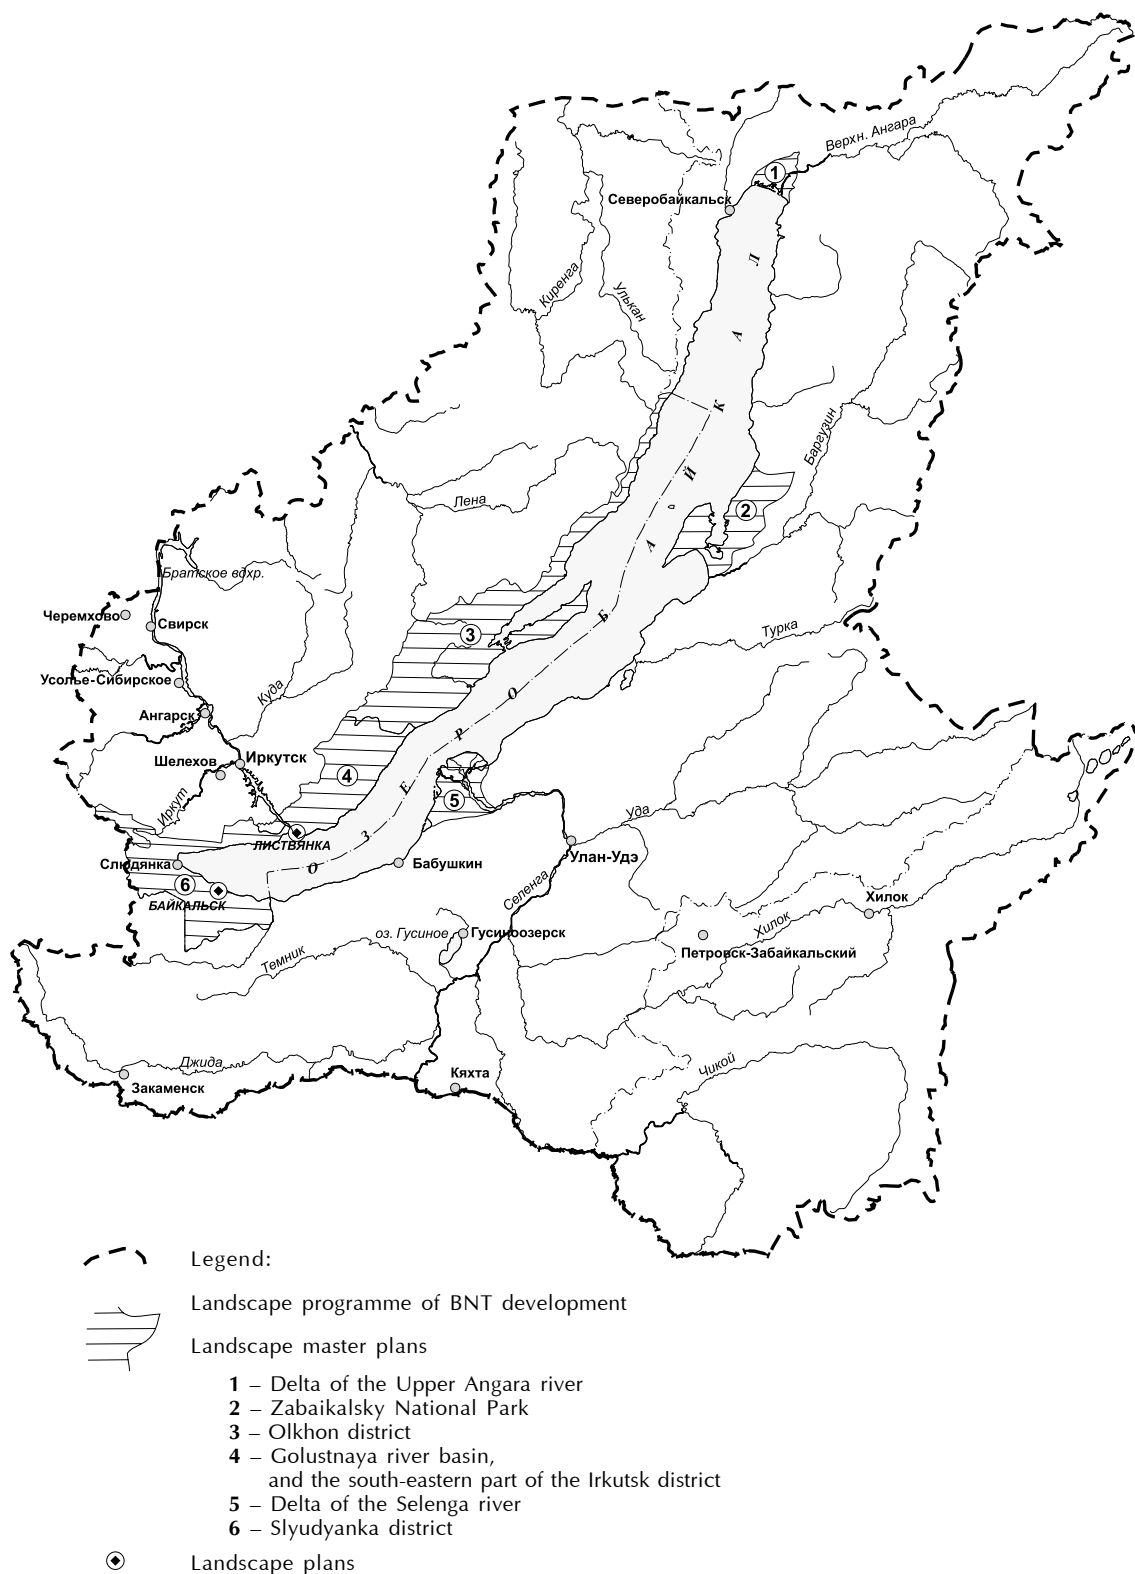 Верхн. Ангара
1
Северобайкальск
Киренга
Улькан
Баргузин
Лена
2
Братское вдхр.
Черемхово
Свирск
3
Турка
Усолье-Сибирское
Куда
Ангарск
Шелехов
Иркутск
4
Иркут
5
Уда
ЛИСТВЯНКА
Слюдянка
Бабушкин
Улан-Удэ
6
БАЙКАЛЬСК
Селенга
Хилок
ОЗЕРО БАЙКАЛ
оз. Гусиное
Гусиноозерск
Хилок
Петровск-Забайкальский
Темник
Джида
Чикой
Закаменск
Кяхта
Legend:
Landscape programme of BNT development
Landscape master plans
1 – Delta of the Upper Angara river
2 – Zabaikalsky National Park
3 – Olkhon district
4 – Golustnaya river basin,
and the south-eastern part of the Irkutsk district
5 – Delta of the Selenga river
6 – Slyudyanka district
Landscape plans